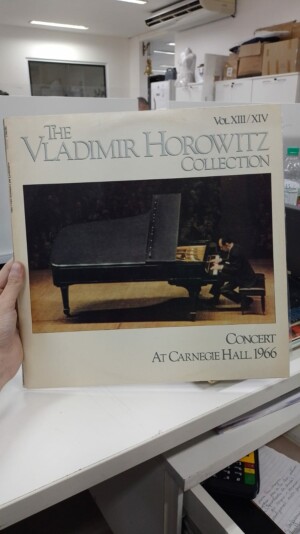 VOL. XIII/XIV
THE
VLADIMIR HOROWITZ
COLLECTION
CONCERT
AT CARNEGIE HALL 1966